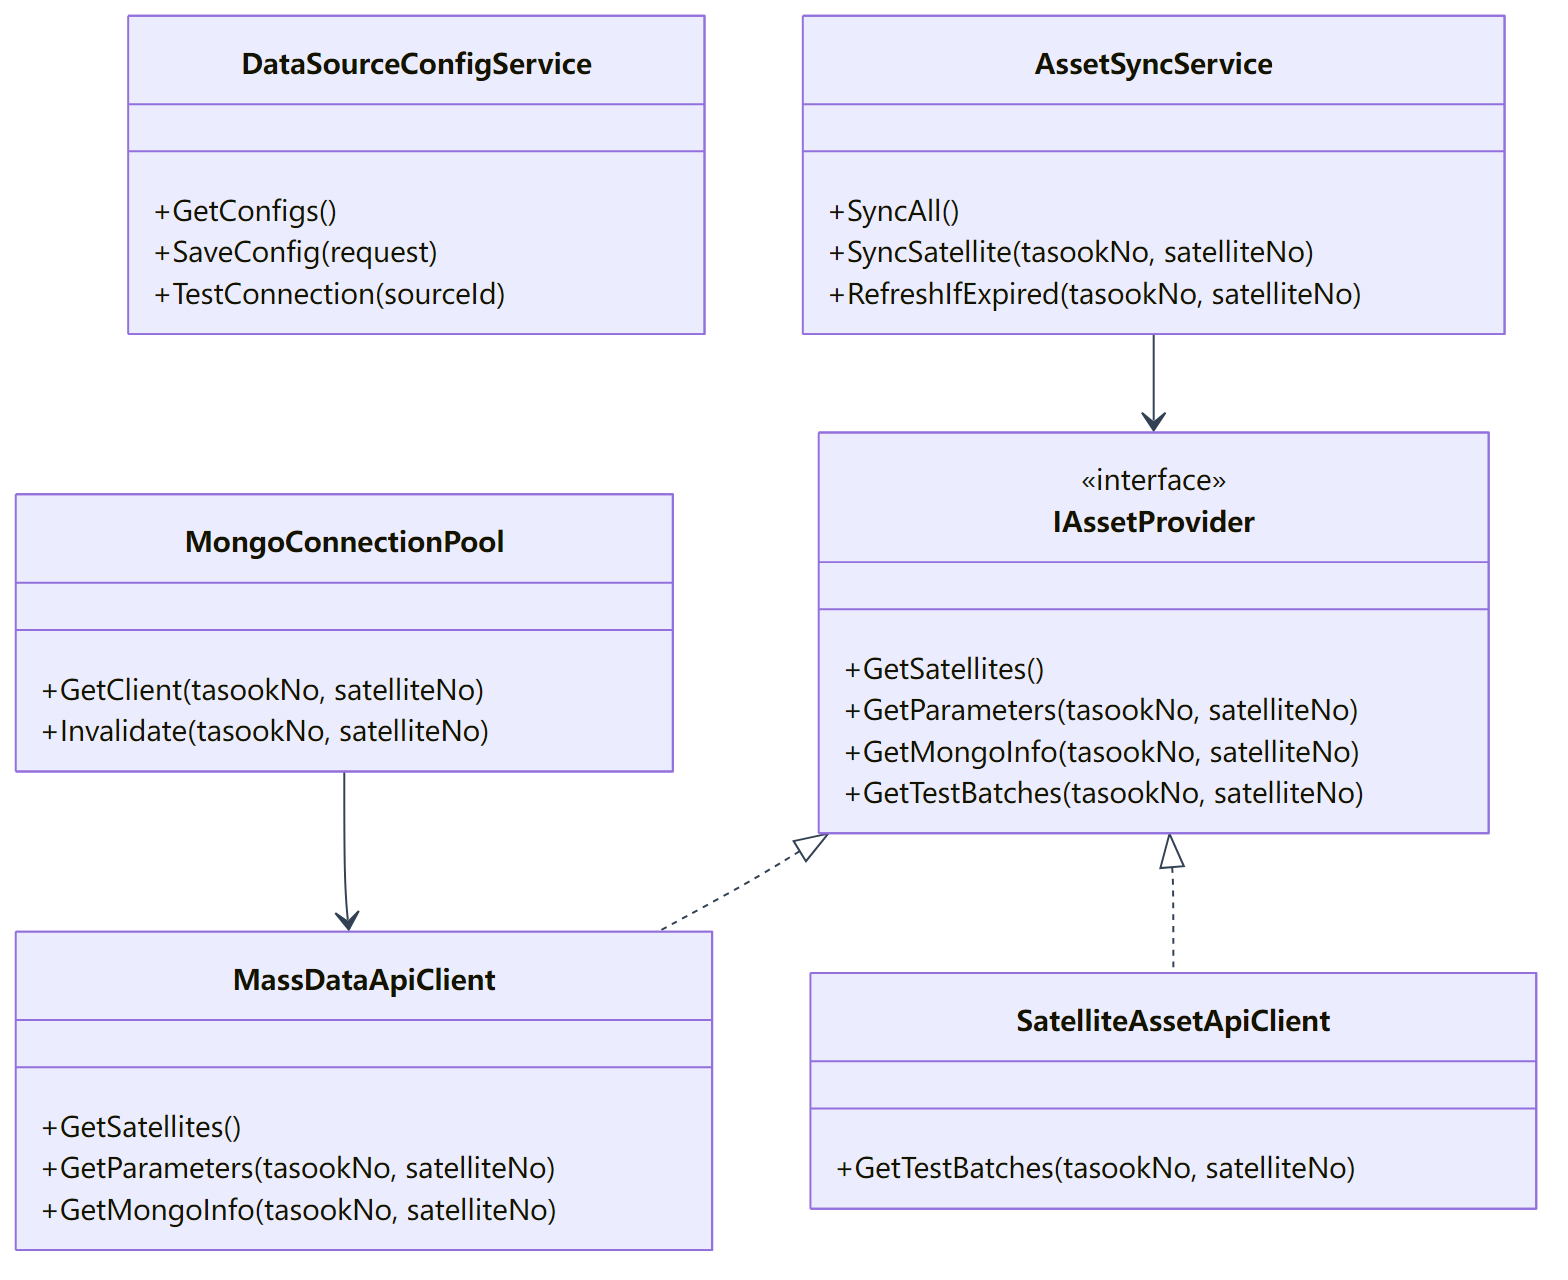 DataSourceConfigService
+GetConfigs()
+SaveConfig(request)
+TestConnection(sourceId)
AssetSyncService
+SyncAll()
+SyncSatellite(tasookNo, satelliteNo)
+RefreshIfExpired(tasookNo, satelliteNo)
MongoConnectionPool
+GetClient(tasookNo, satelliteNo)
+Invalidate(tasookNo, satelliteNo)
«interface»
IAssetProvider
+GetSatellites()
+GetParameters(tasookNo, satelliteNo)
+GetMongoInfo(tasookNo, satelliteNo)
+GetTestBatches(tasookNo, satelliteNo)
MassDataApiClient
+GetSatellites()
+GetParameters(tasookNo, satelliteNo)
+GetMongoInfo(tasookNo, satelliteNo)
SatelliteAssetApiClient
+GetTestBatches(tasookNo, satelliteNo)